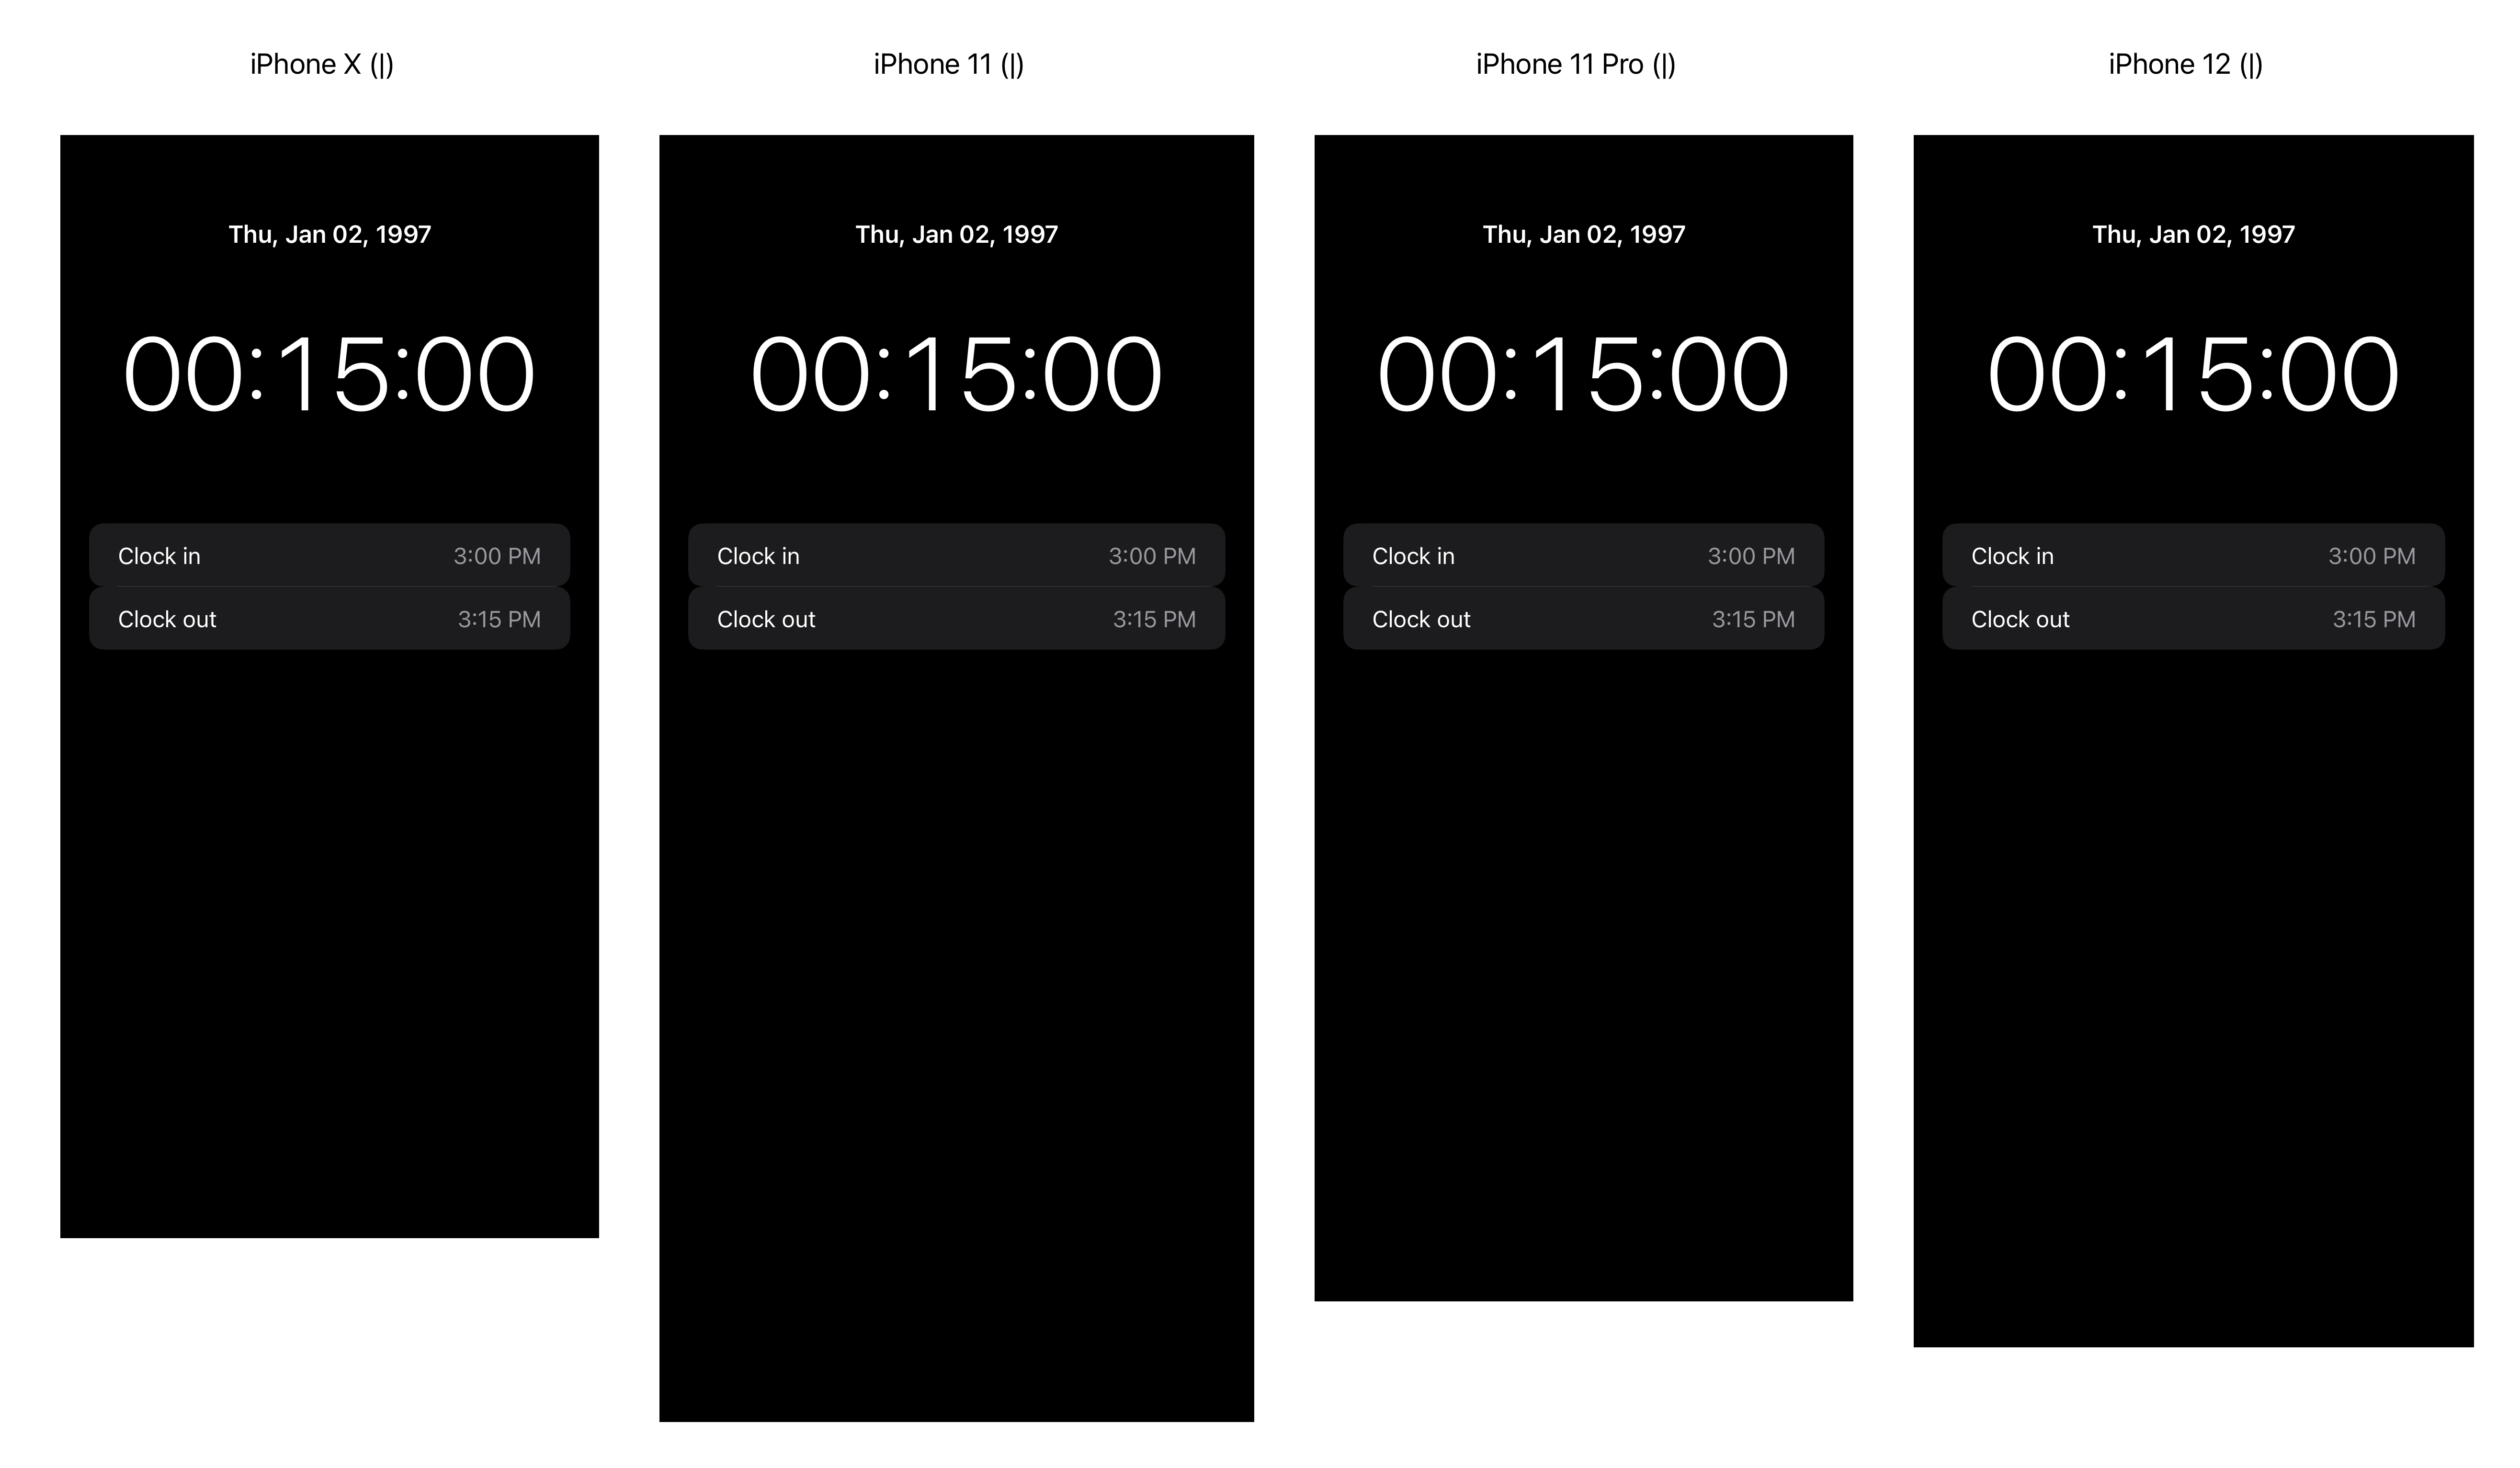 iPhone X (|)
Thu, Jan 02, 1997
00:15:00
Clock in 3:00 PM
Clock out 3:15 PM
iPhone 11 (|)
Thu, Jan 02, 1997
00:15:00
Clock in 3:00 PM
Clock out 3:15 PM
iPhone 11 Pro (|)
Thu, Jan 02, 1997
00:15:00
Clock in 3:00 PM
Clock out 3:15 PM
iPhone 12 (|)
Thu, Jan 02, 1997
00:15:00
Clock in 3:00 PM
Clock out 3:15 PM